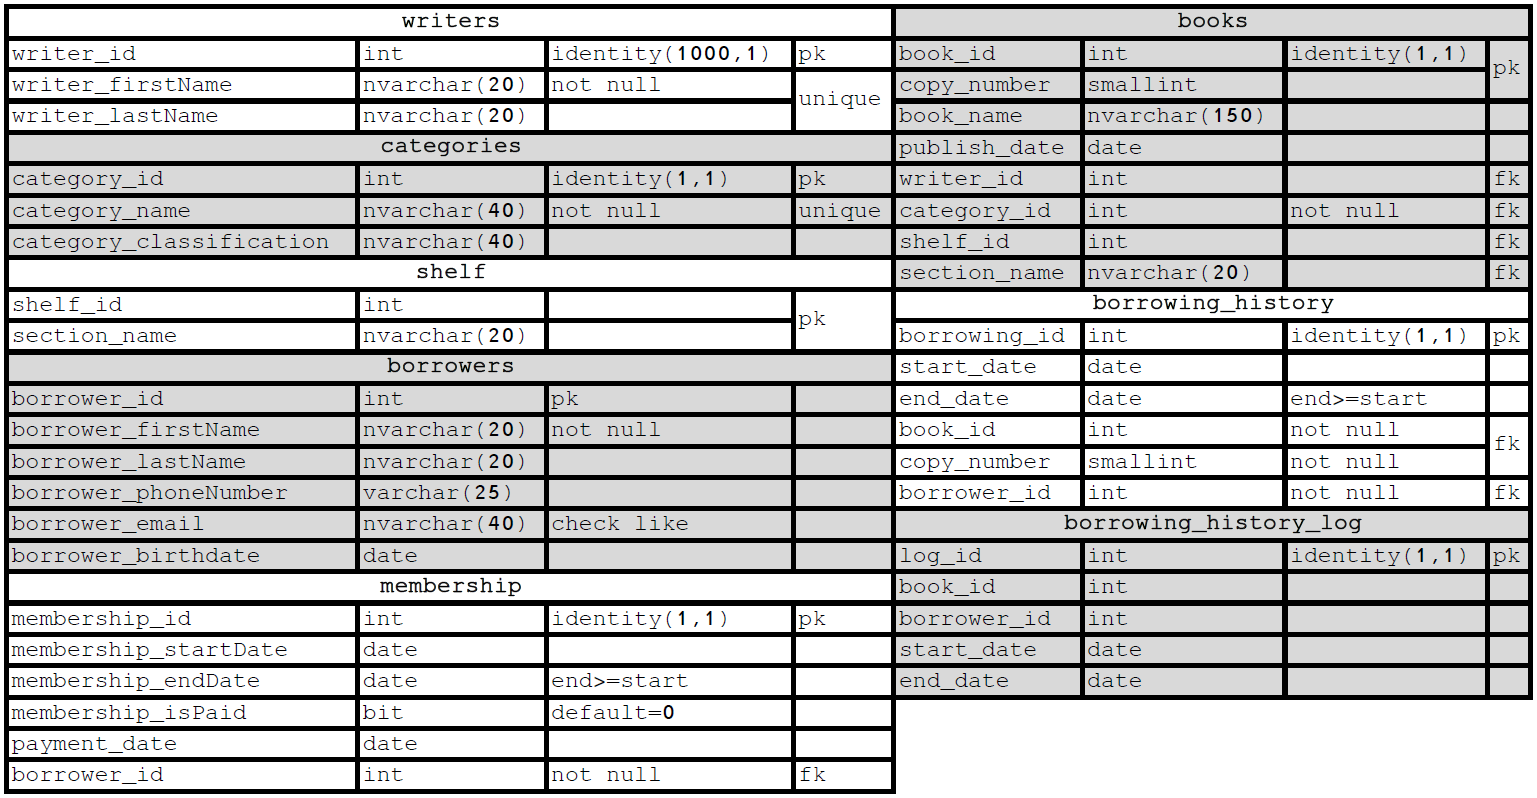 writers
writer_id int identity(1000,1) pk
writer_firstName nvarchar(20) not null unique
writer_lastName nvarchar(20)
categories
category_id int identity(1,1) pk
category_name nvarchar(40) not null unique
category_classification nvarchar(40)
shelf
shelf_id int pk
section_name nvarchar(20)
borrowers
borrower_id int pk
borrower_firstName nvarchar(20) not null
borrower_lastName nvarchar(20)
borrower_phoneNumber varchar(25)
borrower_email nvarchar(40) check like
borrower_birthdate date
membership
membership_id int identity(1,1) pk
membership_startDate date
membership_endDate date end>=start
membership_isPaid bit default=0
payment_date date
borrower_id int not null fk
books
book_id int identity(1,1) pk
copy_number smallint
book_name nvarchar(150)
publish_date date
writer_id int fk
category_id int not null fk
shelf_id int fk
section_name nvarchar(20) fk
borrowing_history
borrowing_id int identity(1,1) pk
start_date date
end_date date end>=start
book_id int not null fk
copy_number smallint not null
borrower_id int not null fk
borrowing_history_log
log_id int identity(1,1) pk
book_id int
borrower_id int
start_date date
end_date date